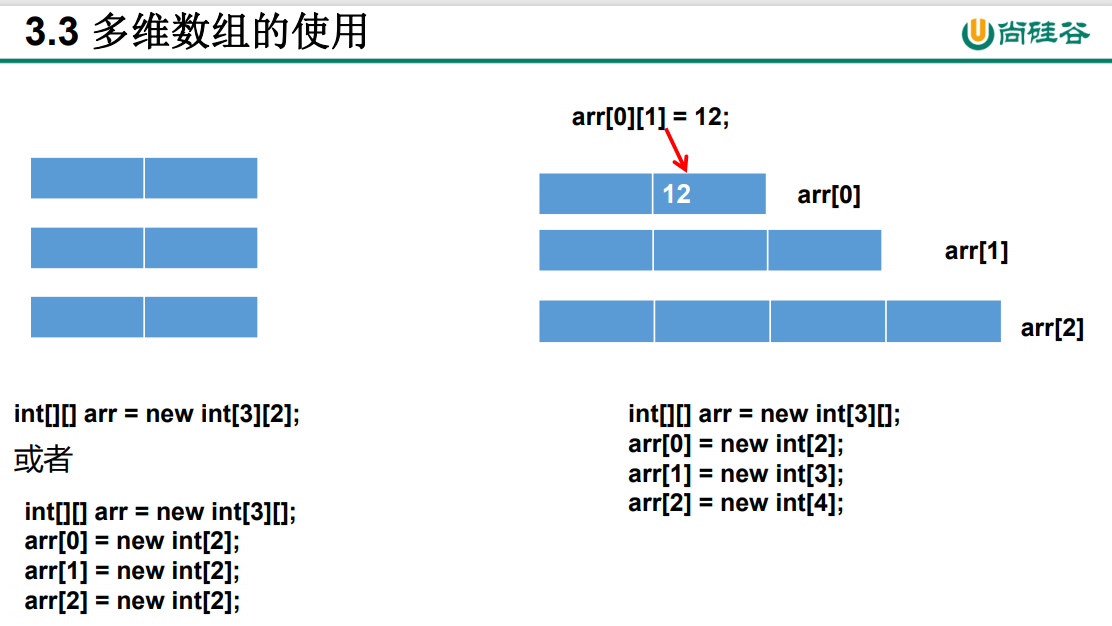 3.3 多维数组的使用
尚硅谷
arr[0][1] = 12;
12
arr[0]
arr[1]
arr[2]
int[][] arr = new int[3][2];
或者
int[][] arr = new int[3][];
arr[0] = new int[2];
arr[1] = new int[2];
arr[2] = new int[2];
int[][] arr = new int[3][];
arr[0] = new int[2];
arr[1] = new int[3];
arr[2] = new int[4];